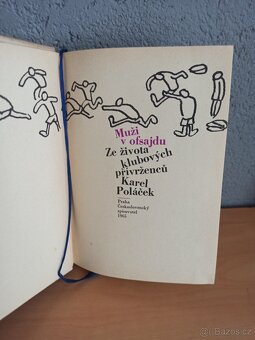 Muži
v ofsajdu
Ze života
klubových
přívrženců
Karel
Poláček
Praha
Československý
spisovatel
1965
Bazos.cz